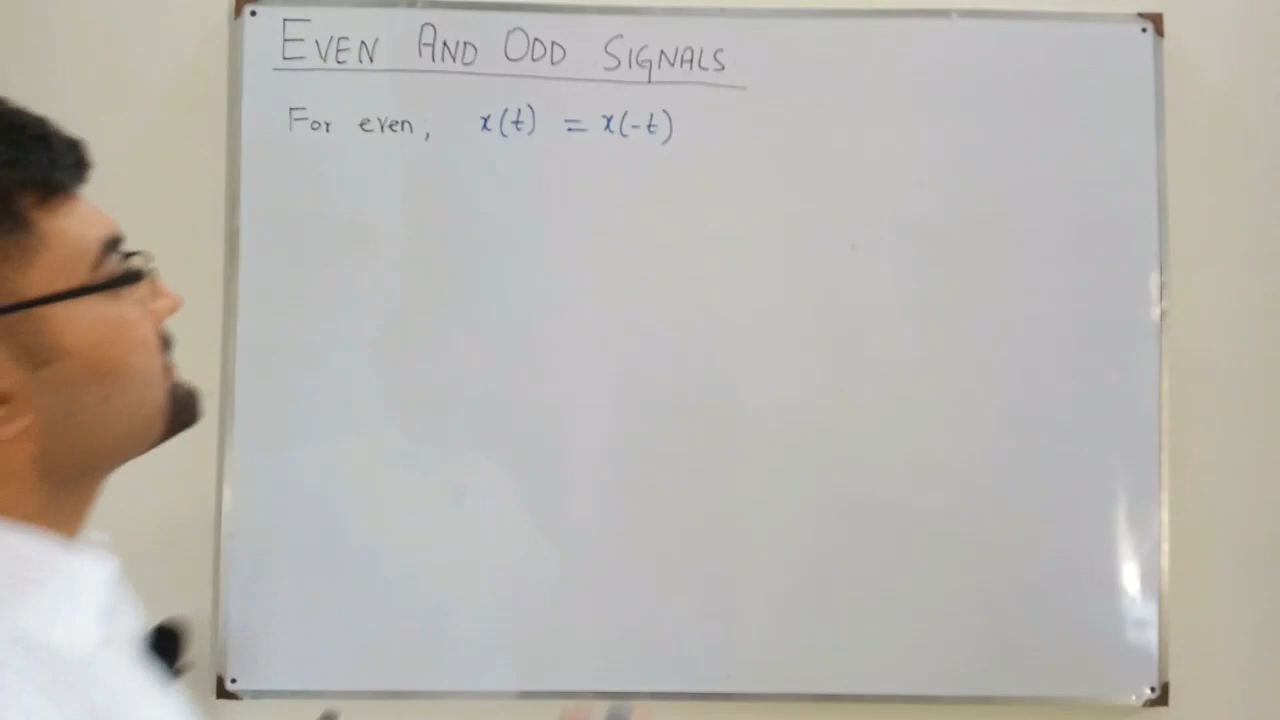 EVEN AND ODD SIGNALS
For even, x(t) = x(-t)